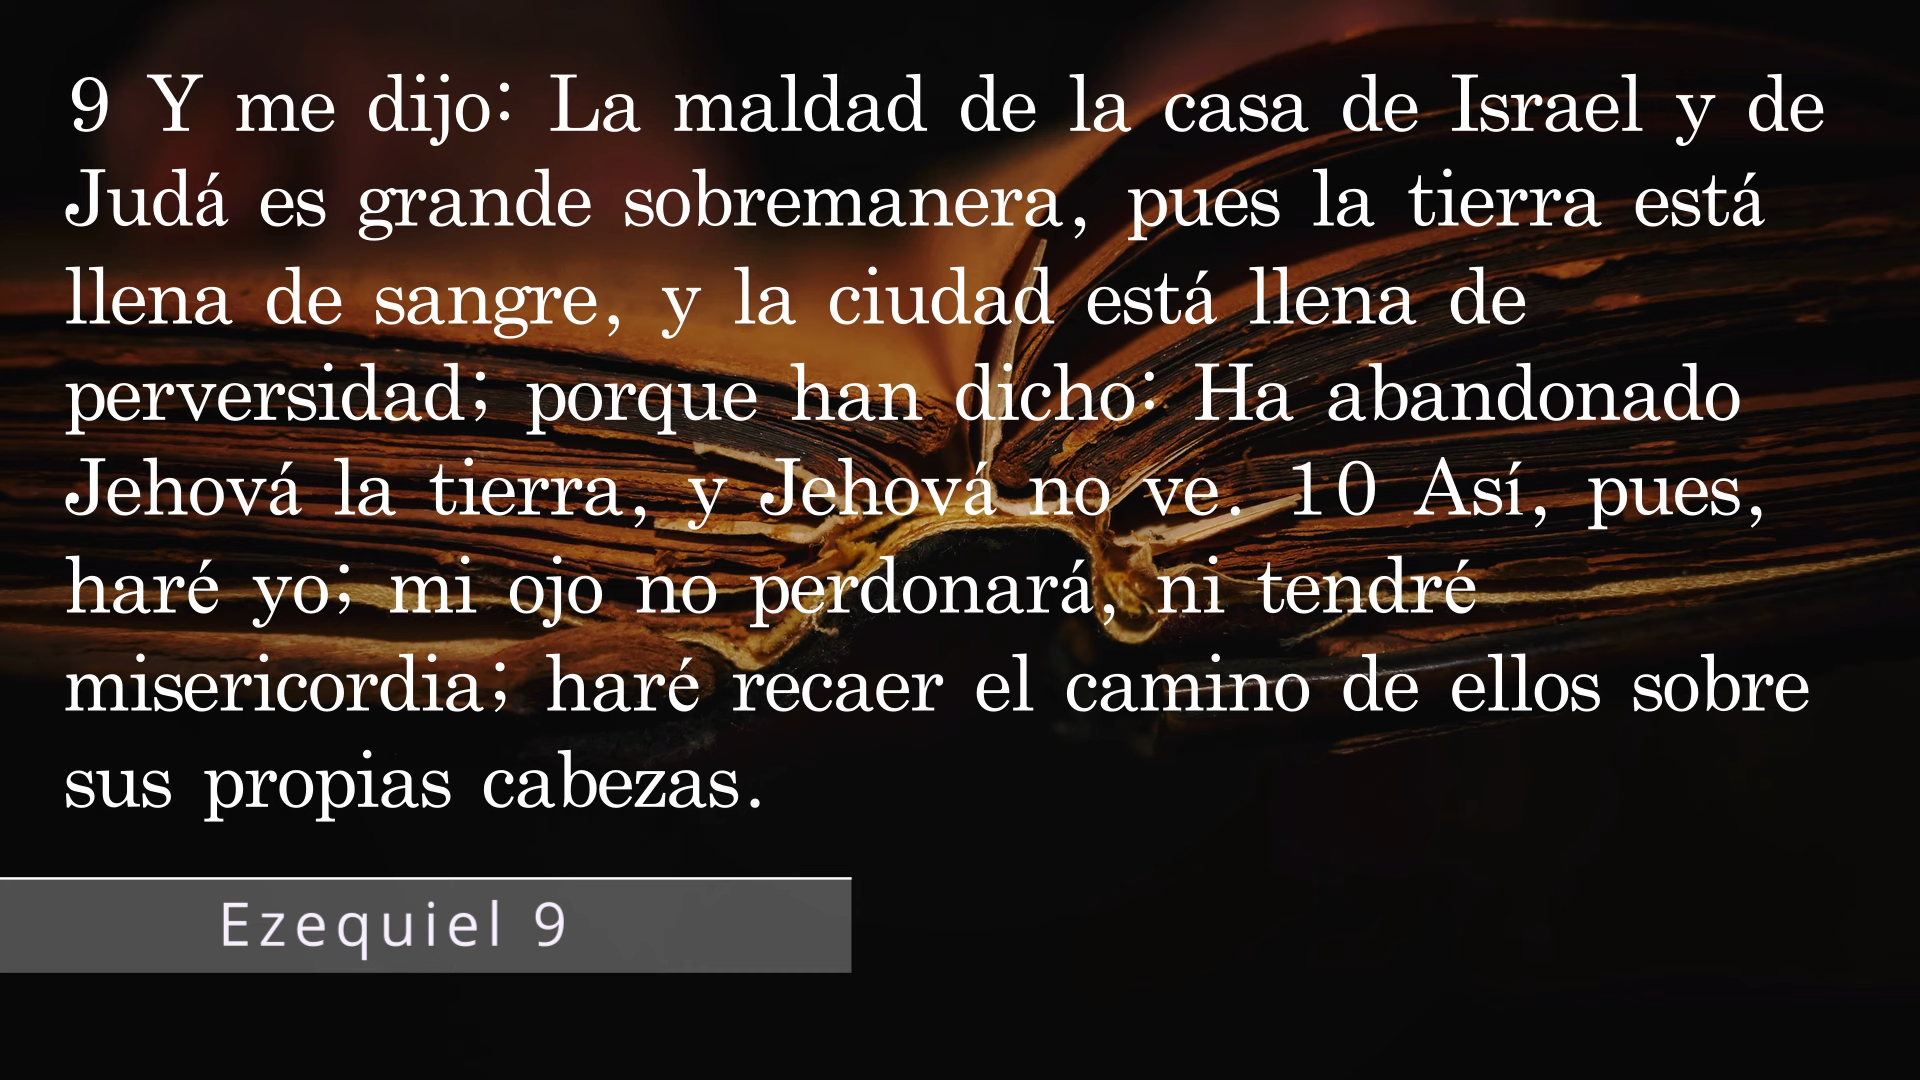 9 Y me dijo: La maldad de la casa de Israel y de
Judá es grande sobremanera, pues la tierra está
llena de sangre, y la ciudad está llena de
perversidad; porque han dicho: Ha abandonado
Jehová la tierra, y Jehová no ve. 10 Así, pues,
haré yo; mi ojo no perdonará, ni tendré
misericordia; haré recaer el camino de ellos sobre
sus propias cabezas.
Ezequiel 9